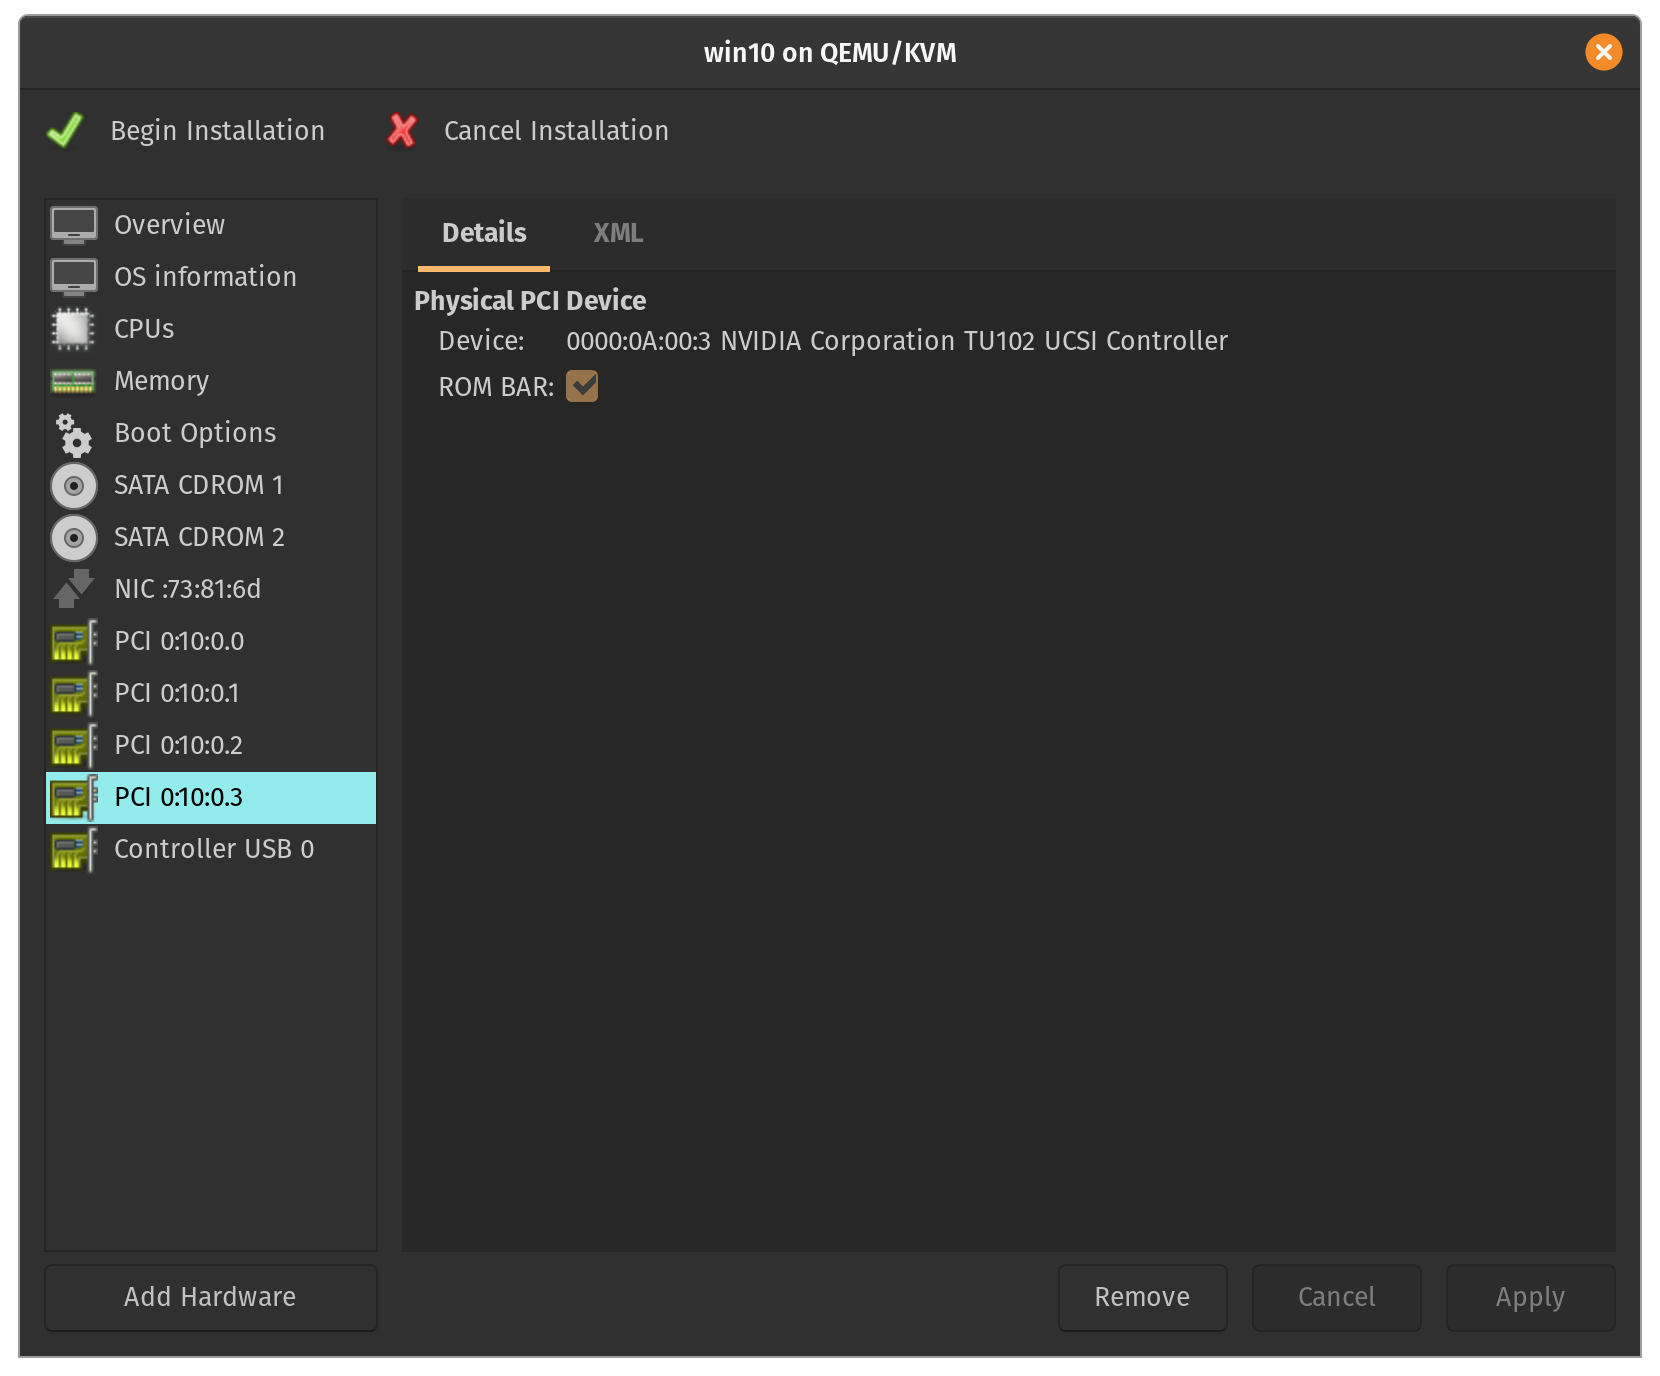 win10 on QEMU/KVM
Begin Installation
Cancel Installation
Overview
OS information
CPUs
Memory
Boot Options
SATA CDROM 1
SATA CDROM 2
NIC :73:81:6d
PCI 0:10:0.0
PCI 0:10:0.1
PCI 0:10:0.2
PCI 0:10:0.3
Controller USB 0
Add Hardware
Details
XML
Physical PCI Device
Device: 0000:0A:00:3 NVIDIA Corporation TU102 UCSI Controller
ROM BAR:
Remove
Cancel
Apply